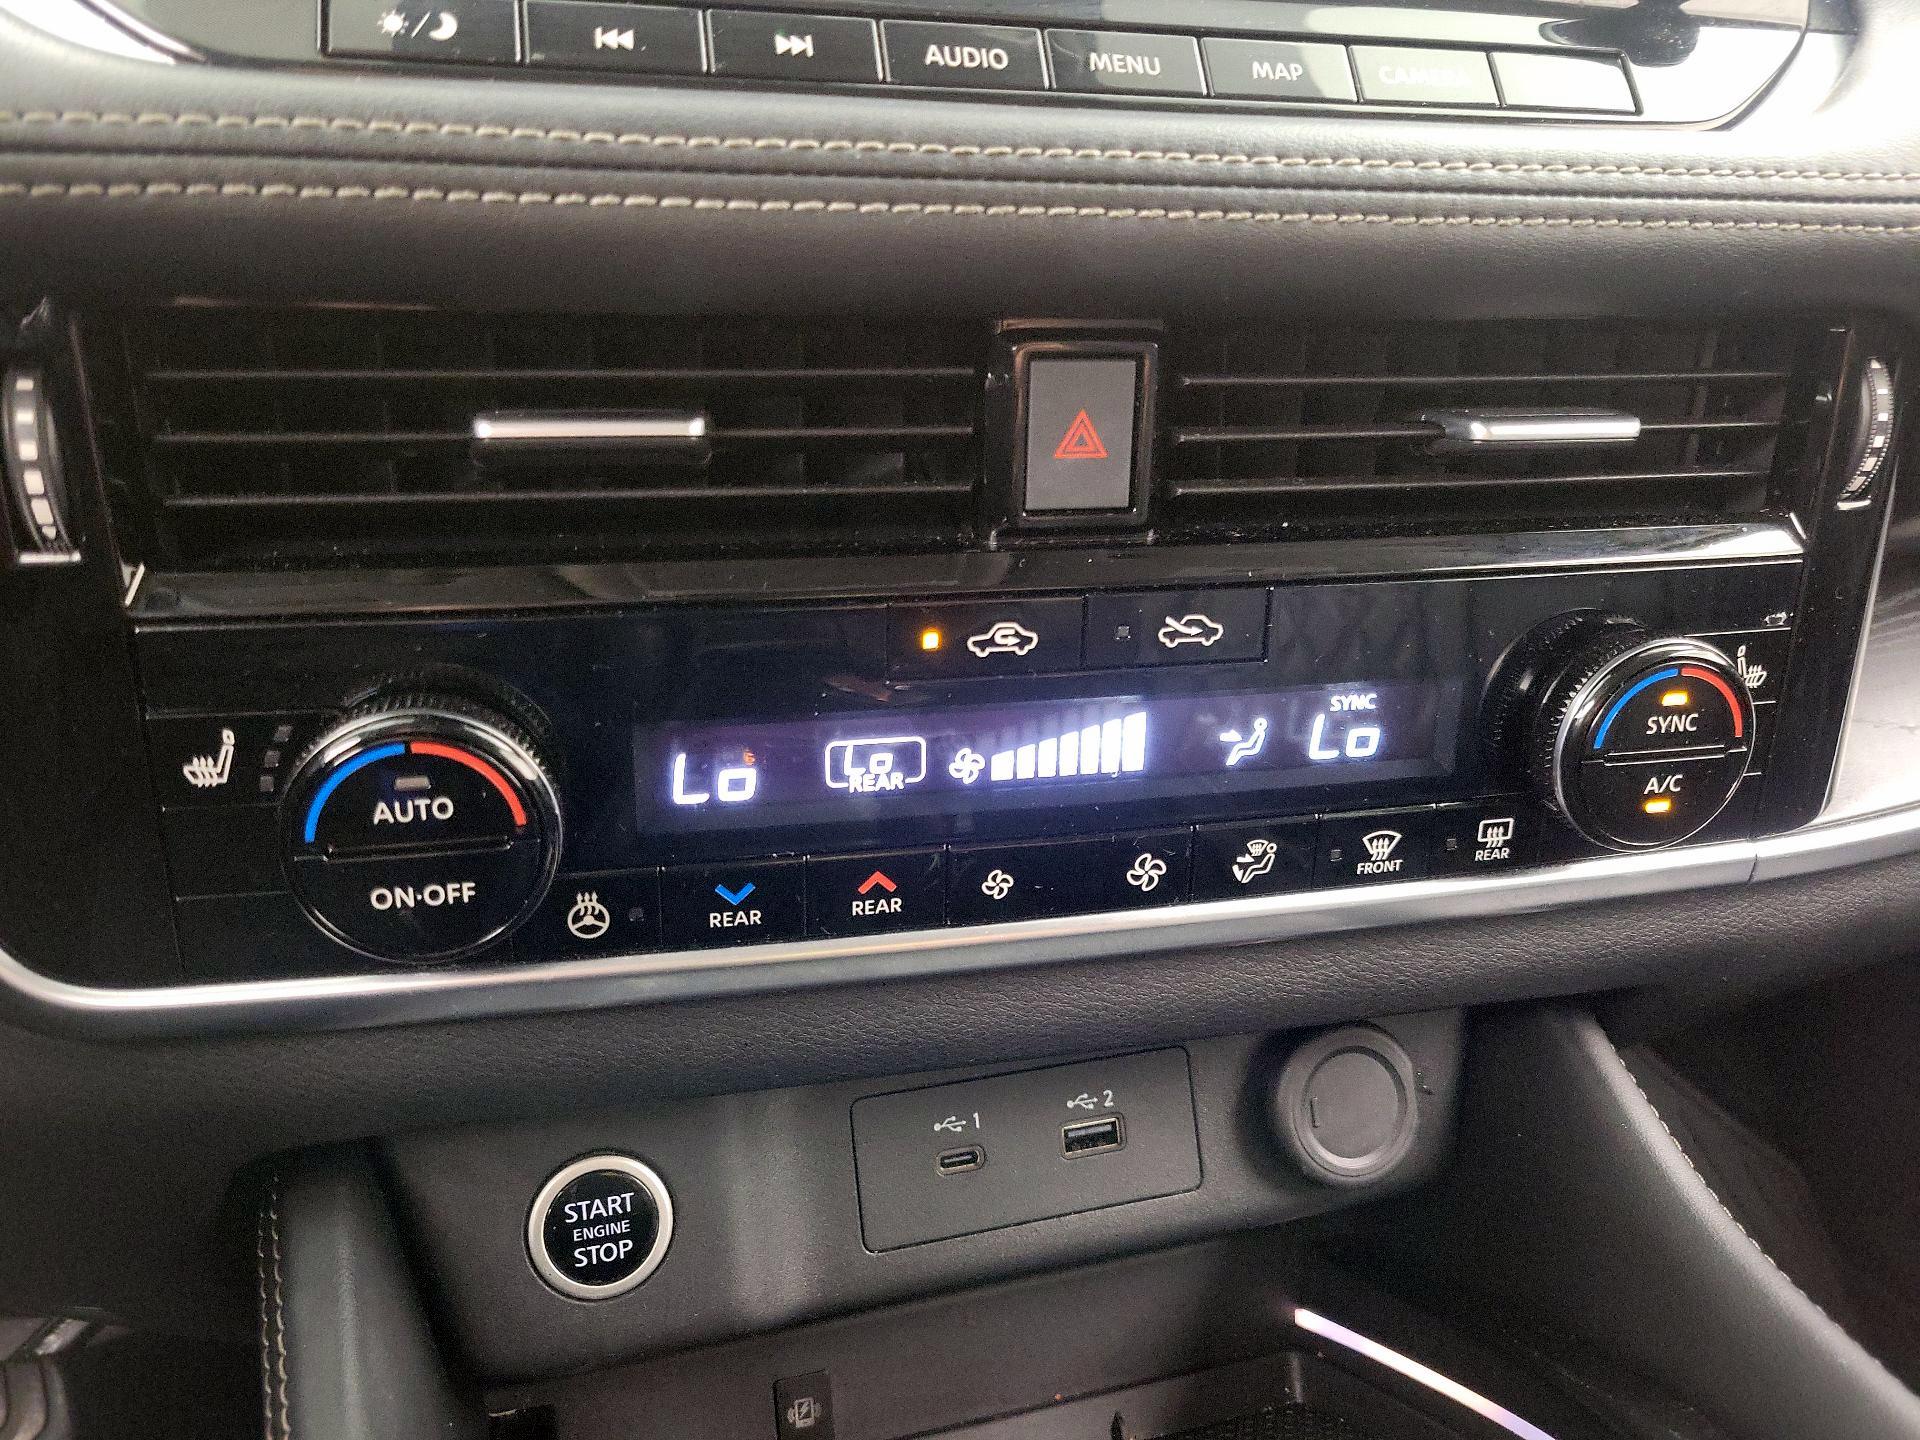 AUDIO
MENU
MAP
CAMERA
SYNC
Lo
Lo
REAR
Lo
AUTO
ON·OFF
REAR
REAR
FRONT
REAR
SYNC
A/C
1
2
START
ENGINE
STOP